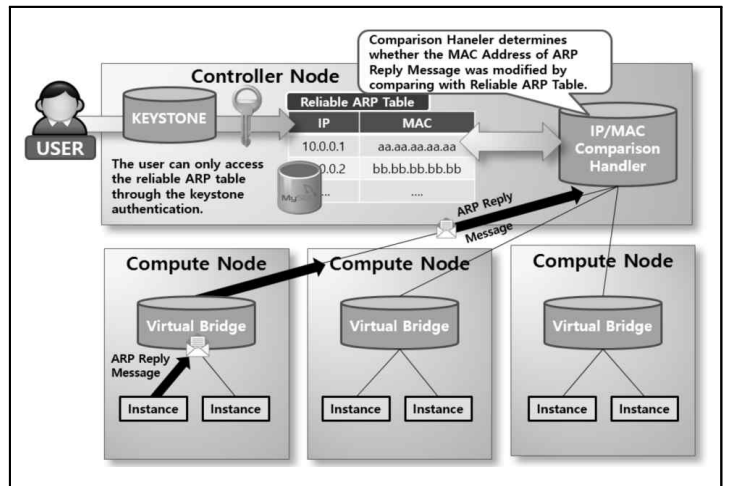 Comparison Haneler determines
whether the MAC Address of ARP
Reply Message was modified by
comparing with Reliable ARP Table.
Controller Node
USER
KEYSTONE
The user can only access
the reliable ARP table
through the keystone
authentication.
Reliable ARP Table
IP MAC
10.0.0.1 aa.aa.aa.aa.aa
.0.0.2 bb.bb.bb.bb.bb
.... ....
IP/MAC
Comparison
Handler
ARP Reply
Message
Compute Node
Virtual Bridge
ARP Reply
Message
Instance
Instance
Compute Node
Virtual Bridge
Instance
Instance
Compute Node
Virtual Bridge
Instance
Instance